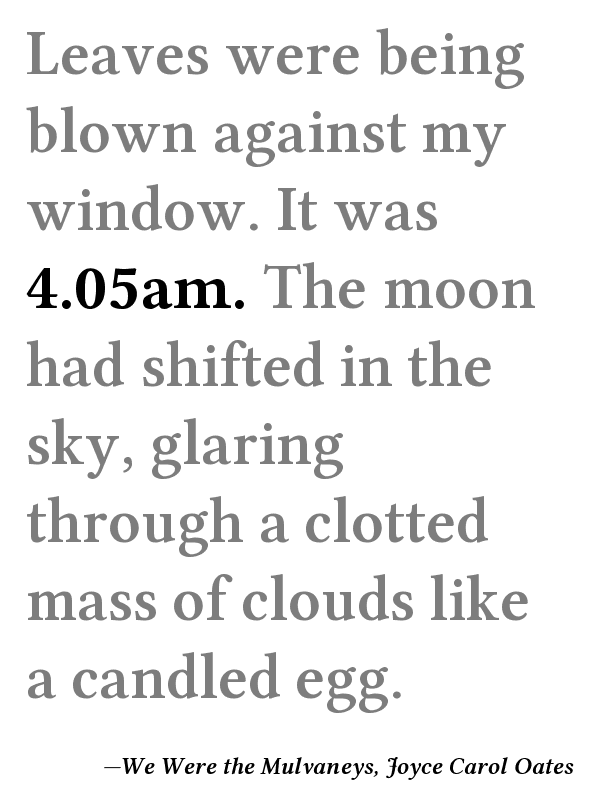 Leaves were being
blown against my
window. It was
4.05am. The moon
had shifted in the
sky, glaring
through a clotted
mass of clouds like
a candled egg.
—We Were the Mulvaneys, Joyce Carol Oates